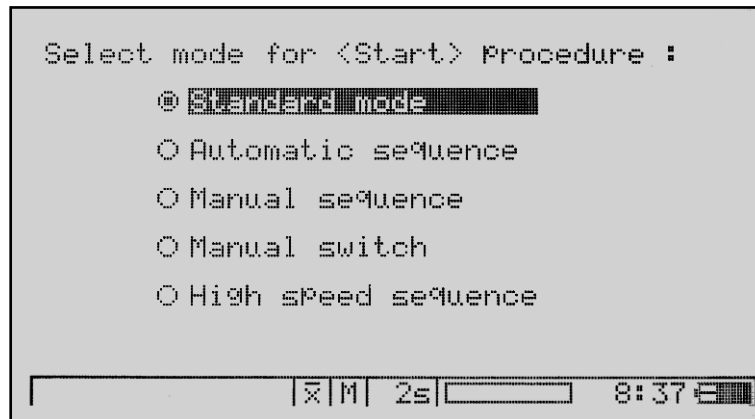 Select mode for <Start> Procedure :
Standard mode
Automatic sequence
Manual sequence
Manual switch
High speed sequence
x̅ M 2s 8:37